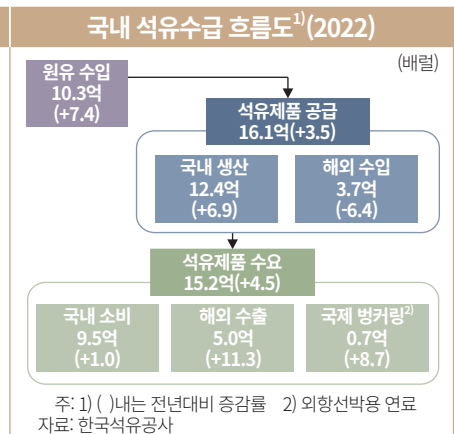 국내 석유수급 흐름도1)(2022)
(배럴)
원유 수입
10.3억
(+7.4)
석유제품 공급
16.1억(+3.5)
국내 생산
12.4억
(+6.9)
해외 수입
3.7억
(-6.4)
석유제품 수요
15.2억(+4.5)
국내 소비
9.5억
(+1.0)
해외 수출
5.0억
(+11.3)
국제 벙커링2)
0.7억
(+8.7)
주: 1) ( )내는 전년대비 증감률 2) 외항선박용 연료
자료: 한국석유공사